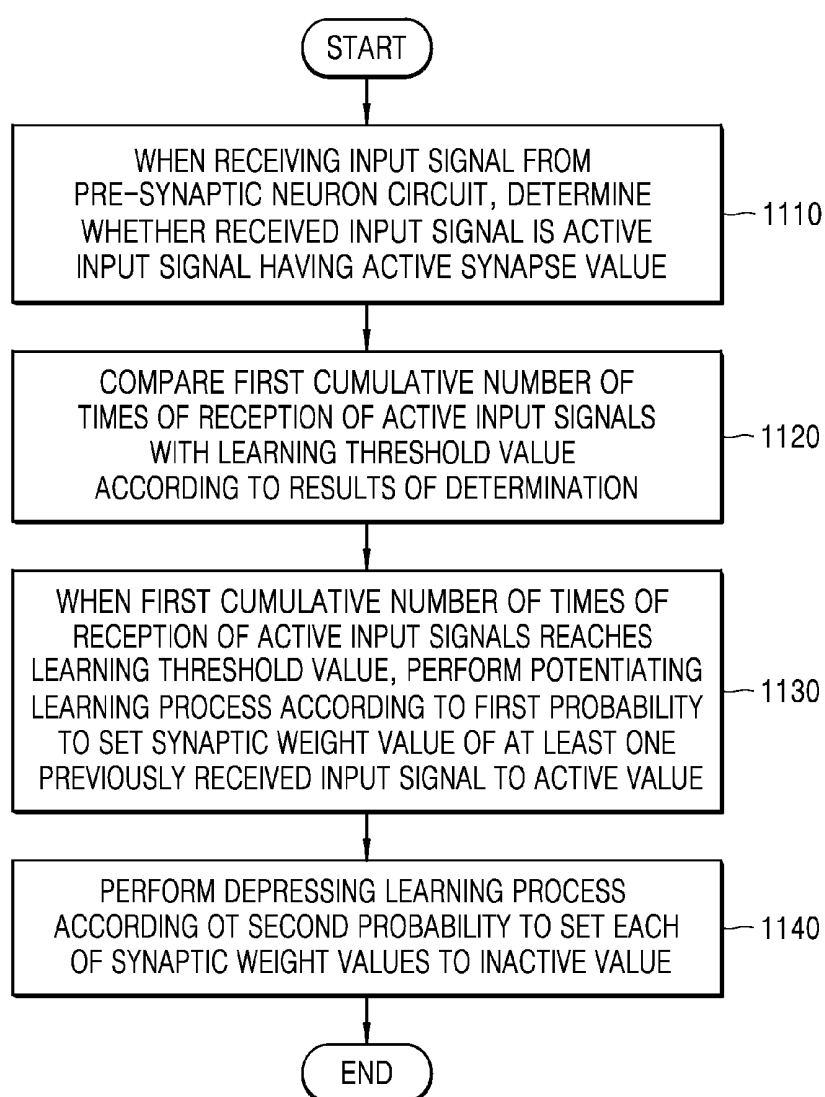 START
WHEN RECEIVING INPUT SIGNAL FROM
PRE-SYNAPTIC NEURON CIRCUIT, DETERMINE
WHETHER RECEIVED INPUT SIGNAL IS ACTIVE
INPUT SIGNAL HAVING ACTIVE SYNAPSE VALUE
1110
COMPARE FIRST CUMULATIVE NUMBER OF
TIMES OF RECEPTION OF ACTIVE INPUT SIGNALS
WITH LEARNING THRESHOLD VALUE
ACCORDING TO RESULTS OF DETERMINATION
1120
WHEN FIRST CUMULATIVE NUMBER OF TIMES OF
RECEPTION OF ACTIVE INPUT SIGNALS REACHES
LEARNING THRESHOLD VALUE, PERFORM POTENTIATING
LEARNING PROCESS ACCORDING TO FIRST PROBABILITY
TO SET SYNAPTIC WEIGHT VALUE OF AT LEAST ONE
PREVIOUSLY RECEIVED INPUT SIGNAL TO ACTIVE VALUE
1130
PERFORM DEPRESSING LEARNING PROCESS
ACCORDING OT SECOND PROBABILITY TO SET EACH
OF SYNAPTIC WEIGHT VALUES TO INACTIVE VALUE
1140
END